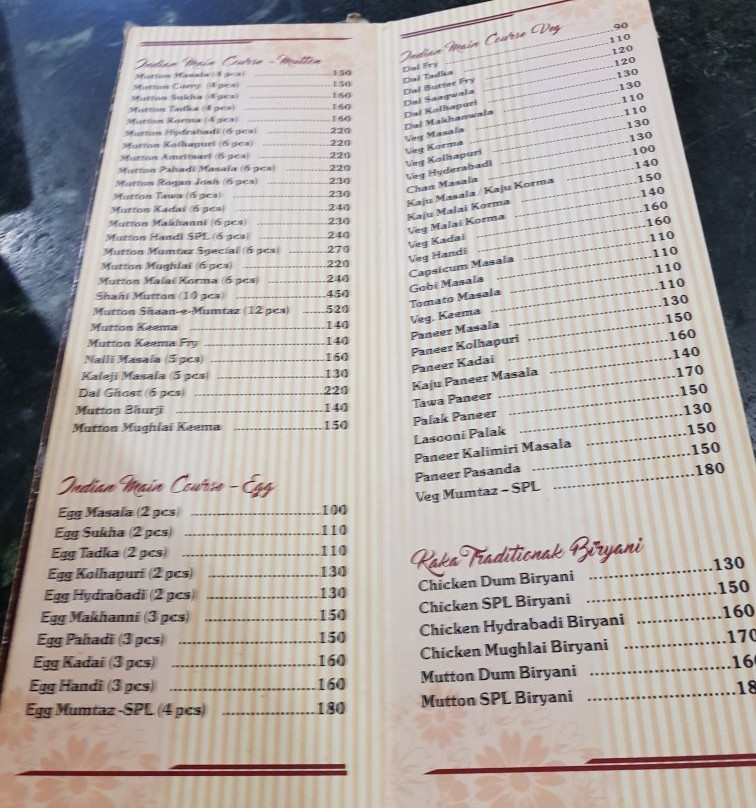 Indian Main Course - Mutton
Mutton Masala (4 pcs) 150
Mutton Curry (4 pcs) 150
Mutton Sukha (4 pcs) 160
Mutton Tadka (4 pcs) 160
Mutton Korma (4 pcs) 160
Mutton Hydrabadi (6 pcs) 220
Mutton Kolhapuri (6 pcs) 220
Mutton Amritsari (6 pcs) 220
Mutton Pahadi Masala (6 pcs) 220
Mutton Rogan Josh (6 pcs) 230
Mutton Tawa (6 pcs) 230
Mutton Kadai (6 pcs) 240
Mutton Makhanni (6 pcs) 230
Mutton Handi SPL (6 pcs) 240
Mutton Mumtaz Special (6 pcs) 270
Mutton Mughlai (6 pcs) 220
Mutton Malai Korma (6 pcs) 240
Shahi Mutton (10 pcs) 450
Mutton Shaan-e-Mumtaz (12 pcs) 520
Mutton Keema 140
Mutton Keema Fry 140
Nalli Masala (5 pcs) 160
Kaleji Masala (5 pcs) 130
Dal Ghost (6 pcs) 220
Mutton Bhurji 140
Mutton Mughlai Keema 150
Indian Main Course - Egg
Egg Masala (2 pcs) 100
Egg Sukha (2 pcs) 110
Egg Tadka (2 pcs) 110
Egg Kolhapuri (2 pcs) 130
Egg Hydrabadi (2 pcs) 130
Egg Makhanni (3 pcs) 150
Egg Pahadi (3 pcs) 150
Egg Kadai (3 pcs) 160
Egg Handi (3 pcs) 160
Egg Mumtaz -SPL (4 pcs) 180
Indian Main Course Veg
Dal Fry 90
Dal Tadka 110
Dal Butter Fry 120
Dal Saagwala 120
Dal Kolhapuri 130
Dal Makhanwala 130
Veg Masala 110
Veg Korma 110
Veg Kolhapuri 130
Veg Hyderabadi 130
Chan Masala 100
Kaju Masala / Kaju Korma 140
Kaju Malai Korma 150
Veg Malai Korma 140
Veg Kadai 160
Veg Handi 160
Capsicum Masala 110
Gobi Masala 110
Tomato Masala 110
Veg. Keema 110
Paneer Masala 130
Paneer Kolhapuri 150
Paneer Kadai 160
Kaju Paneer Masala 140
Tawa Paneer 170
Palak Paneer 150
Lasooni Palak 130
Paneer Kalimiri Masala 150
Paneer Pasanda 150
Veg Mumtaz - SPL 180
Kaka Traditionak Biryani
Chicken Dum Biryani 130
Chicken SPL Biryani 150
Chicken Hydrabadi Biryani 160
Chicken Mughlai Biryani 170
Mutton Dum Biryani
Mutton SPL Biryani